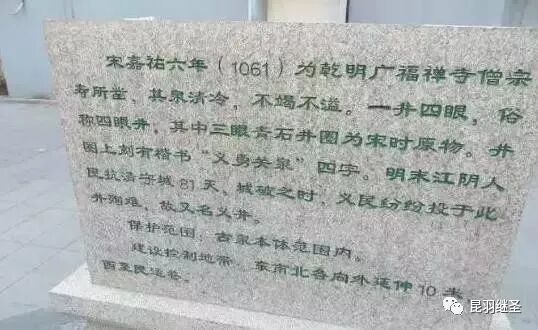 宋嘉祐六年（1061）为乾明广福禅寺僧宗
寿所凿，其泉清冷，不竭不溢。一井四眼，俗
称四眼井，其中三眼青石井圈为宋时原物。井
圈上刻有楷书“义勇关泉”四字。明末江阴人
民抗清守城81天，城破之时，义民纷纷投于此
井殉难，故又名义井。
保护范围：古泉本体范围内。
建设控制地带：东南北各向外延伸10米，
西至民运巷。
昆羽继圣